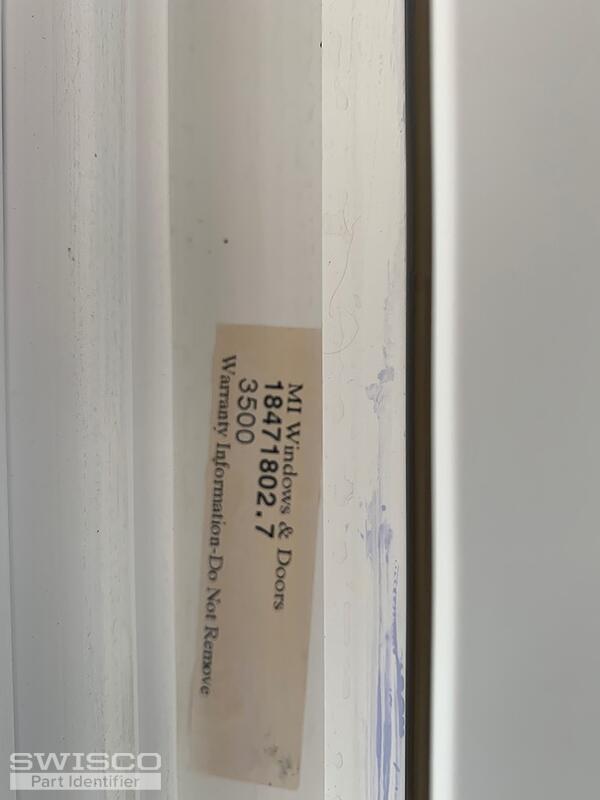 MI Windows & Doors
18471802.7
3500
Warranty Information-Do Not Remove
SWISCO
Part Identifier